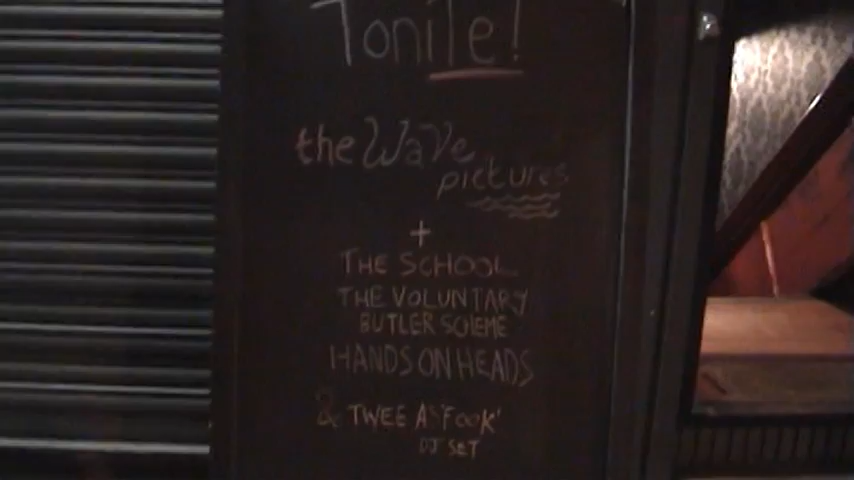 Tonite!
the Wave
pictures
+
THE SCHOOL
THE VOLUNTARY
BUTLER SCHEME
HANDS ON HEADS
& TWEE AS 'FOOK'
DJ SET